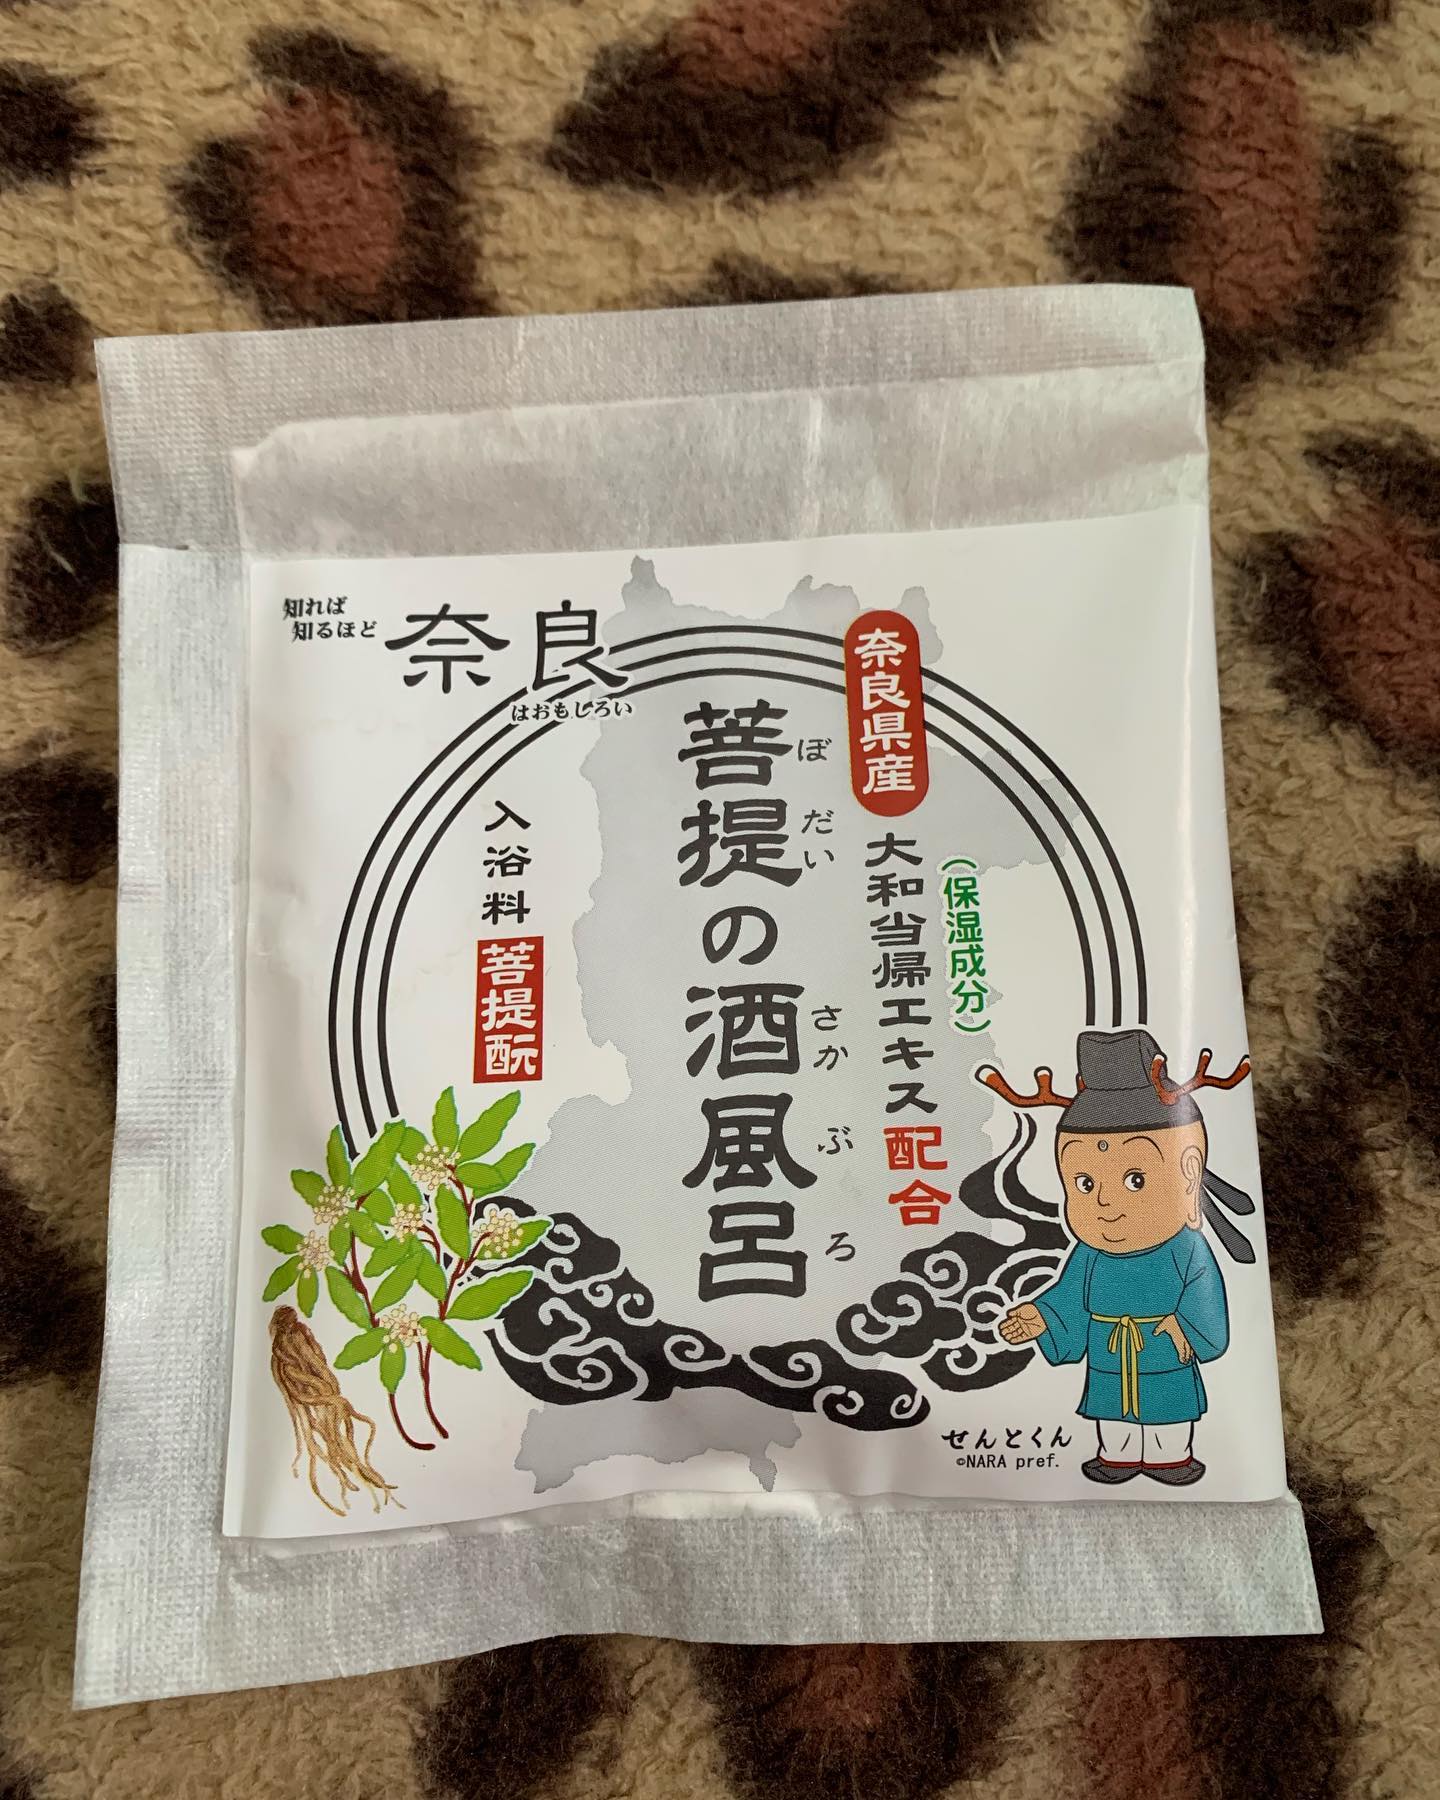 知れば
知るほど
奈良
はおもしろい
奈良県産
大和当帰エキス配合
(保湿成分)
菩提の酒風呂
ぼだい さかぶろ
入浴料
菩提酛
せんとくん
©NARA pref.